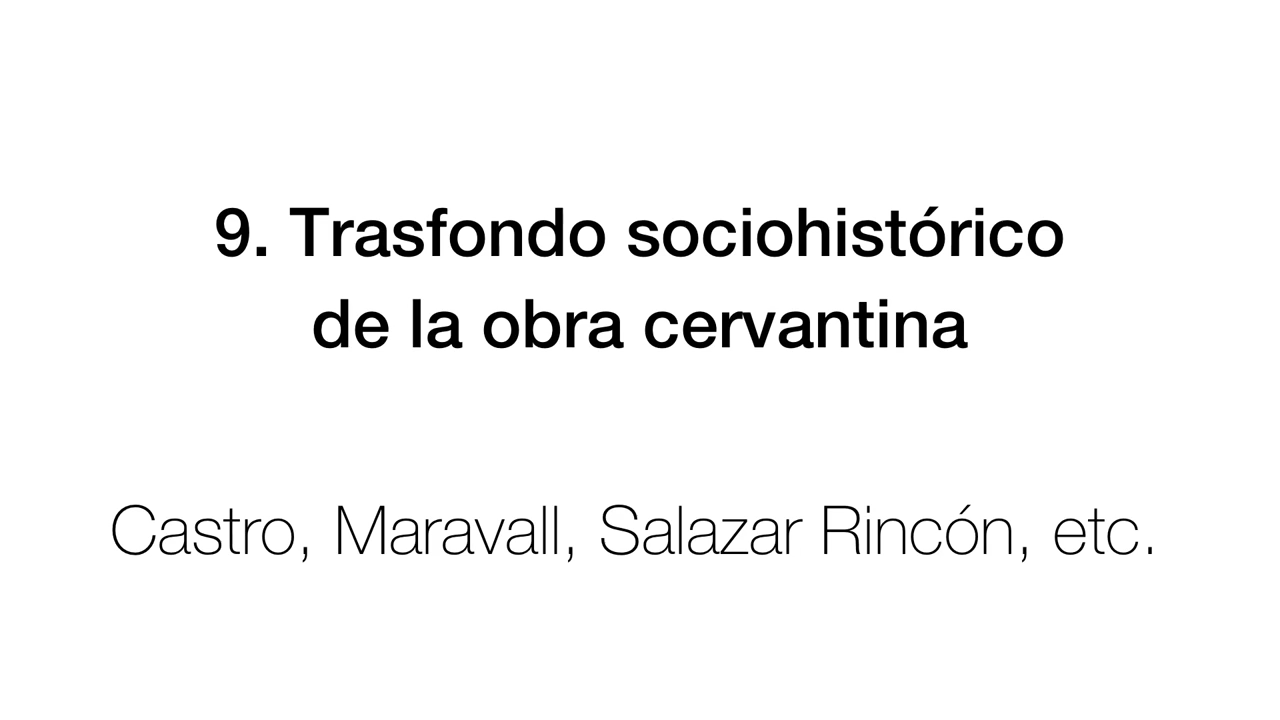 9. Trasfondo sociohistórico
de la obra cervantina
Castro, Maravall, Salazar Rincón, etc.